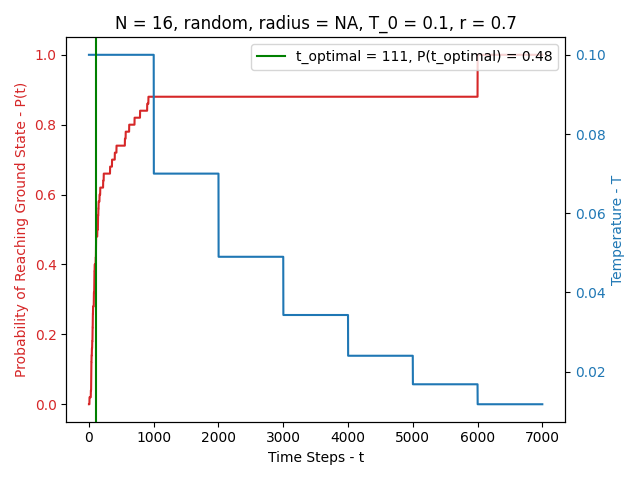 N = 16, random, radius = NA, T_0 = 0.1, r = 0.7
t_optimal = 111, P(t_optimal) = 0.48
Probability of Reaching Ground State - P(t)
1.0
0.8
0.6
0.4
0.2
0.0
0.10
0.08
0.06
0.04
0.02
Temperature - T
0 1000 2000 3000 4000 5000 6000 7000
Time Steps - t